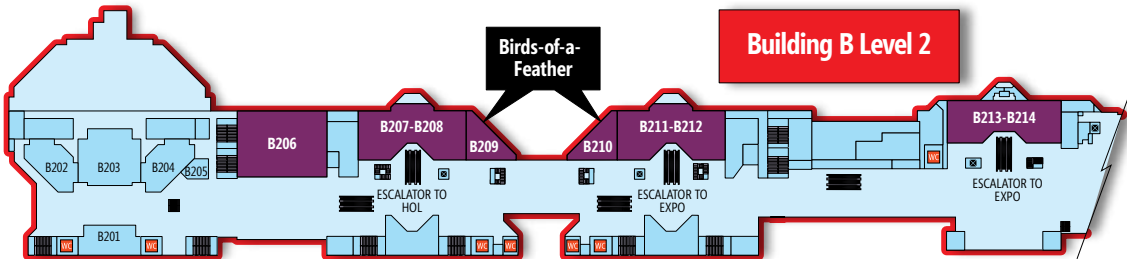 Building B Level 2
Birds-of-a-
Feather
B207-B208
B211-B212
B213-B214
B206
B209
B210
B202
B203
B204
B205
WC
ESCALATOR TO
HOL
ESCALATOR TO
EXPO
ESCALATOR TO
EXPO
B201
WC
WC
WC
WC
WC
WC